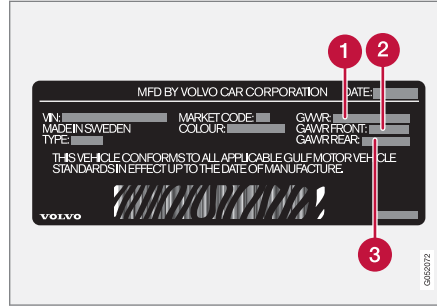 1
2
MFD BY VOLVO CAR CORPORATION DATE:
VIN: MARKET CODE: GVWR:
MADE IN SWEDEN COLOUR: GAWR FRONT:
TYPE: GAWR REAR:
THIS VEHICLE CONFORMS TO ALL APPLICABLE GULF MOTOR VEHICLE
STANDARDS IN EFFECT UP TO THE DATE OF MANUFACTURE.
VOLVO
3
G052072